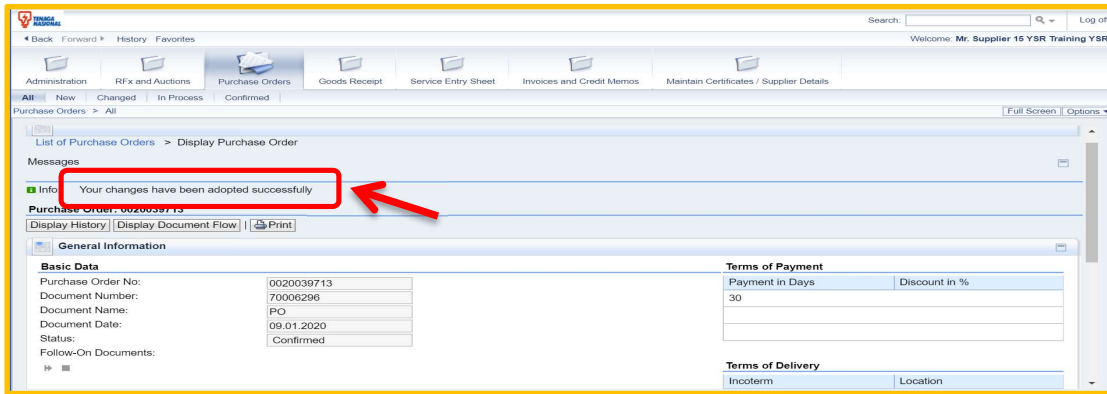 TENAGA NASIONAL Search: Log of
Back Forward History Favorites Welcome: Mr. Supplier 15 YSR Training YSR
Administration RFx and Auctions Purchase Orders Goods Receipt Service Entry Sheet Invoices and Credit Memos Maintain Certificates / Supplier Details
All New Changed In Process Confirmed
Purchase Orders > All Full Screen Options
List of Purchase Orders > Display Purchase Order
Messages
Info Your changes have been adopted successfully
Purchase Order: 0020039713
Display History Display Document Flow | Print
General Information
Basic Data Terms of Payment
Purchase Order No: 0020039713 Payment in Days Discount in %
Document Number: 70006296 30
Document Name: PO
Document Date: 09.01.2020
Status: Confirmed
Follow-On Documents:
Terms of Delivery
Incoterm Location